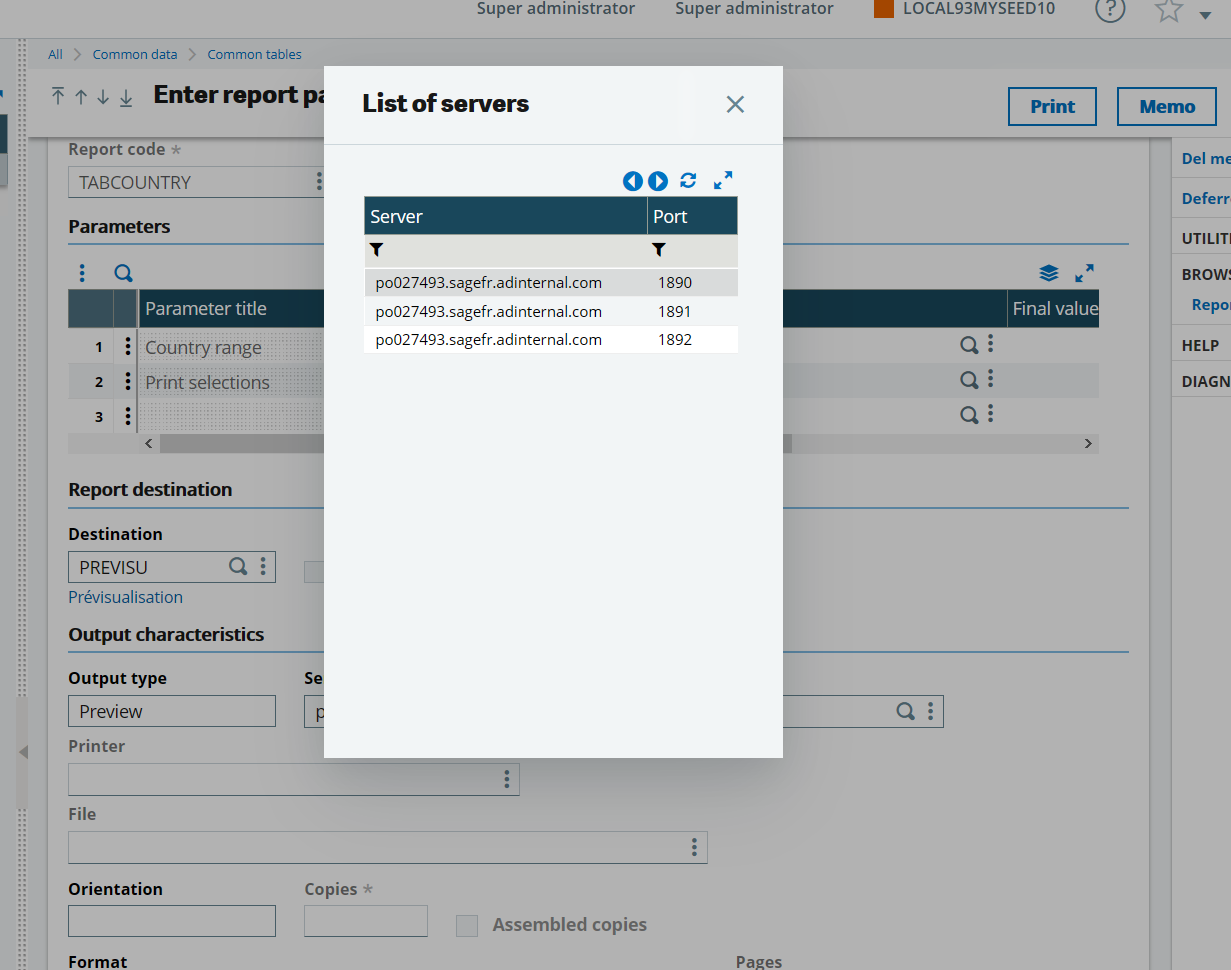 Super administrator Super administrator LOCAL93MYSEED10 ?
All Common data Common tables
Enter report pa
Print Memo
List of servers
Server Port
po027493.sagefr.adinternal.com 1890
po027493.sagefr.adinternal.com 1891
po027493.sagefr.adinternal.com 1892
Report code *
TABCOUNTRY
Parameters
Parameter title Final value
1 Country range
2 Print selections
3
Report destination
Destination
PREVISU
Prévisualisation
Output characteristics
Output type Se
Preview p
Printer
File
Orientation Copies *
Assembled copies
Format Pages
Del me
Deferr
UTILITI
BROWS
Repor
HELP
DIAGN